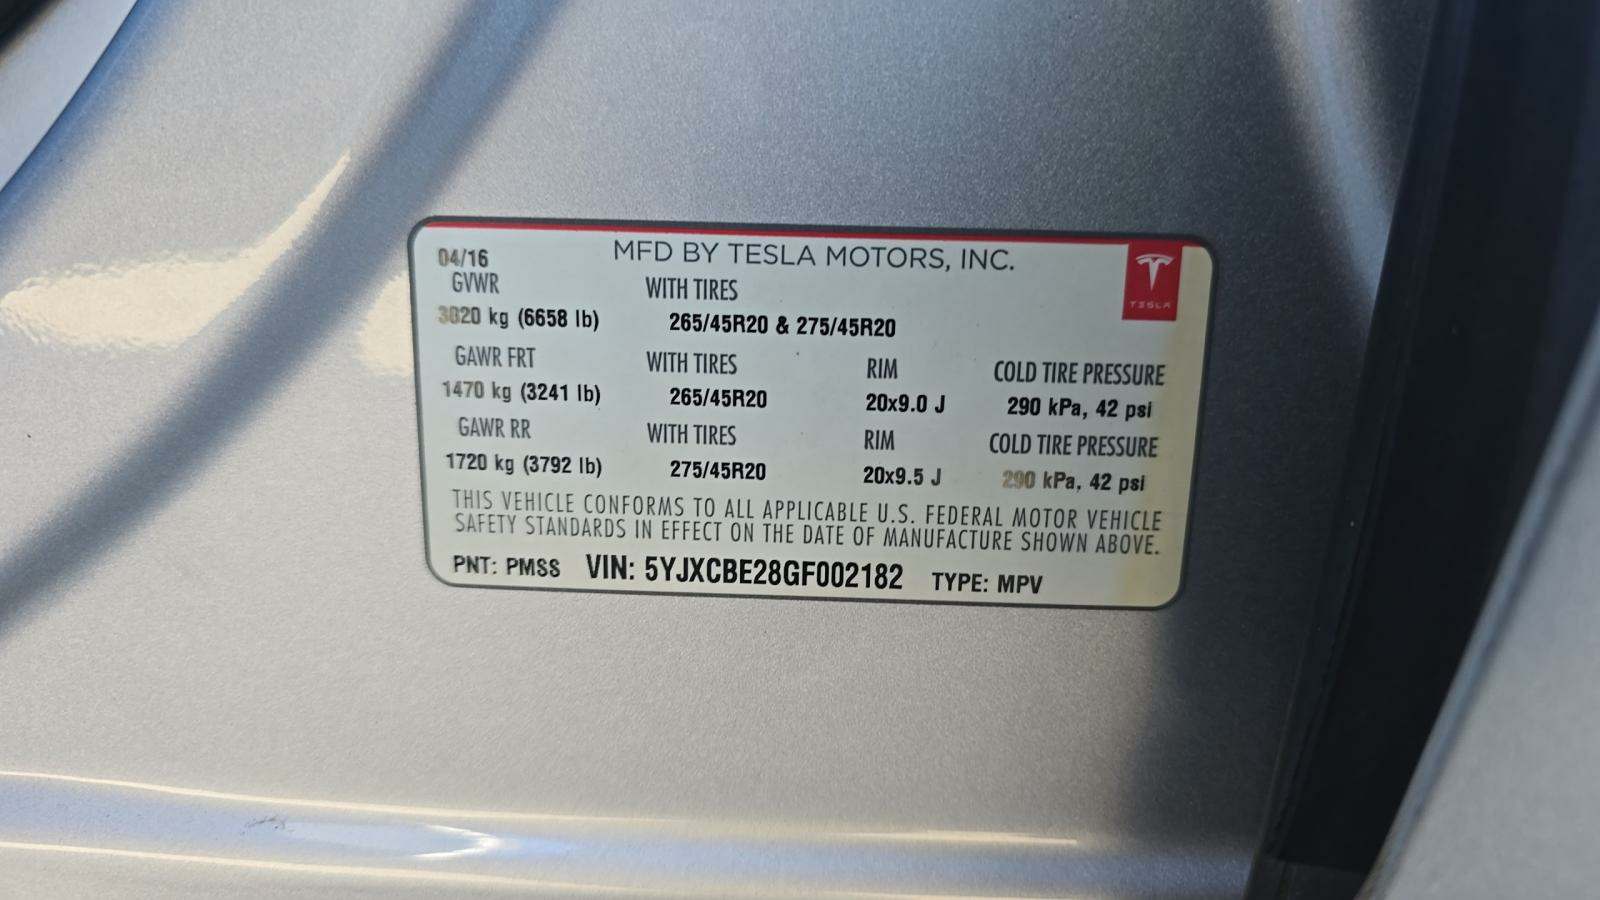 MFD BY TESLA MOTORS, INC.
04/16
TESLA
GVWR WITH TIRES
3020 kg (6658 lb) 265/45R20 & 275/45R20
GAWR FRT WITH TIRES RIM COLD TIRE PRESSURE
1470 kg (3241 lb) 265/45R20 20x9.0 J 290 kPa, 42 psi
GAWR RR WITH TIRES RIM COLD TIRE PRESSURE
1720 kg (3792 lb) 275/45R20 20x9.5 J 290 kPa, 42 psi
THIS VEHICLE CONFORMS TO ALL APPLICABLE U.S. FEDERAL MOTOR VEHICLE
SAFETY STANDARDS IN EFFECT ON THE DATE OF MANUFACTURE SHOWN ABOVE.
PNT: PMSS VIN: 5YJXCBE28GF002182 TYPE: MPV